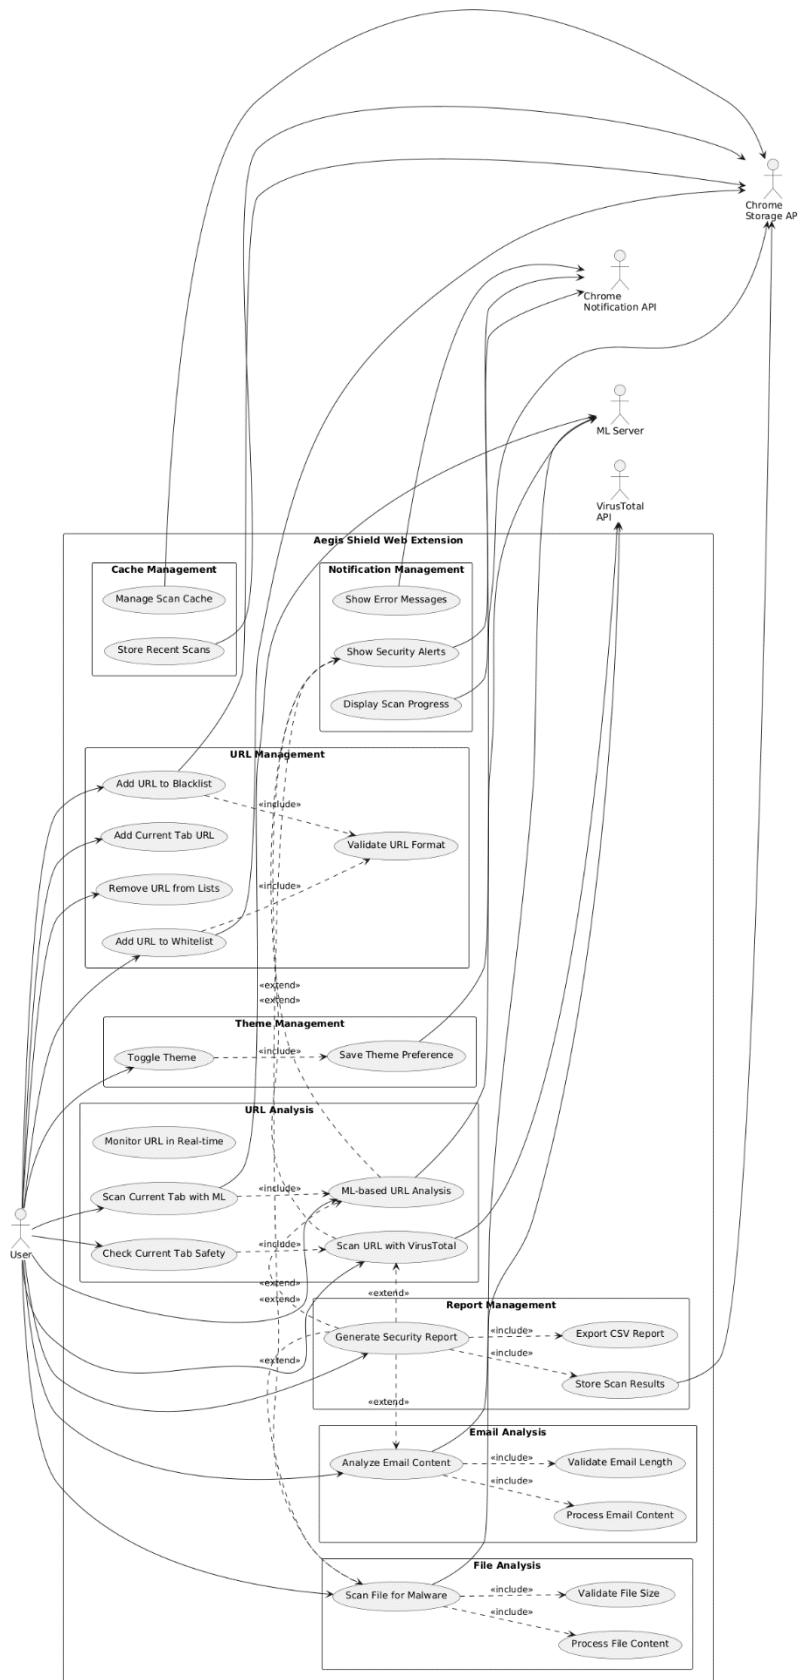 Chrome
Storage AP
Chrome
Notification API
ML Server
VirusTotal
API
Aegis Shield Web Extension
Cache Management
Manage Scan Cache
Store Recent Scans
Notification Management
Show Error Messages
Show Security Alerts
Display Scan Progress
URL Management
Add URL to Blacklist
«include»
Add Current Tab URL
Validate URL Format
Remove URL from Lists
«include»
Add URL to Whitelist
«extend»
«extend»
Theme Management
Toggle Theme
«include»
Save Theme Preference
URL Analysis
Monitor URL in Real-time
Scan Current Tab with ML
«include»
ML-based URL Analysis
User
Check Current Tab Safety
«include»
Scan URL with VirusTotal
«extend»
«extend»
«extend»
Report Management
Generate Security Report
«include»
Export CSV Report
«extend»
«include»
Store Scan Results
«extend»
Email Analysis
Analyze Email Content
«include»
Validate Email Length
«include»
Process Email Content
File Analysis
Scan File for Malware
«include»
Validate File Size
«include»
Process File Content